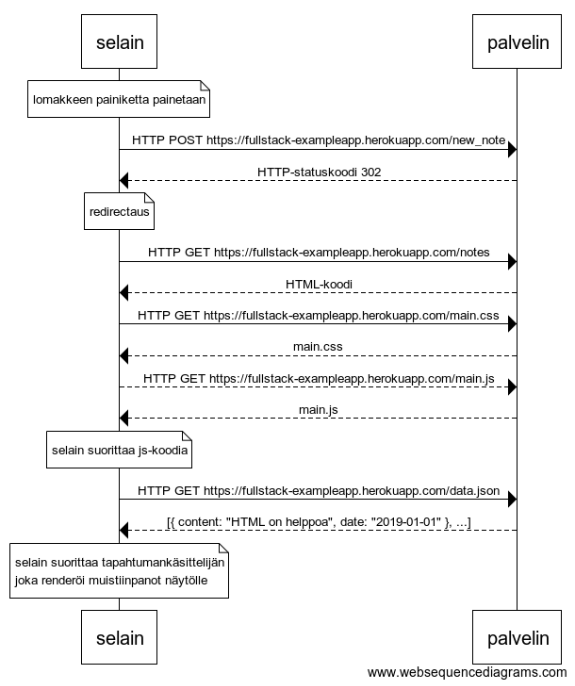 selain
palvelin
lomakkeen painiketta painetaan
HTTP POST https://fullstack-exampleapp.herokuapp.com/new_note
HTTP-statuskoodi 302
redirectaus
HTTP GET https://fullstack-exampleapp.herokuapp.com/notes
HTML-koodi
HTTP GET https://fullstack-exampleapp.herokuapp.com/main.css
main.css
HTTP GET https://fullstack-exampleapp.herokuapp.com/main.js
main.js
selain suorittaa js-koodia
HTTP GET https://fullstack-exampleapp.herokuapp.com/data.json
[{ content: "HTML on helppoa", date: "2019-01-01" }, ...]
selain suorittaa tapahtumankäsittelijän
joka renderöi muistiinpanot näytölle
selain
palvelin
www.websequencediagrams.com